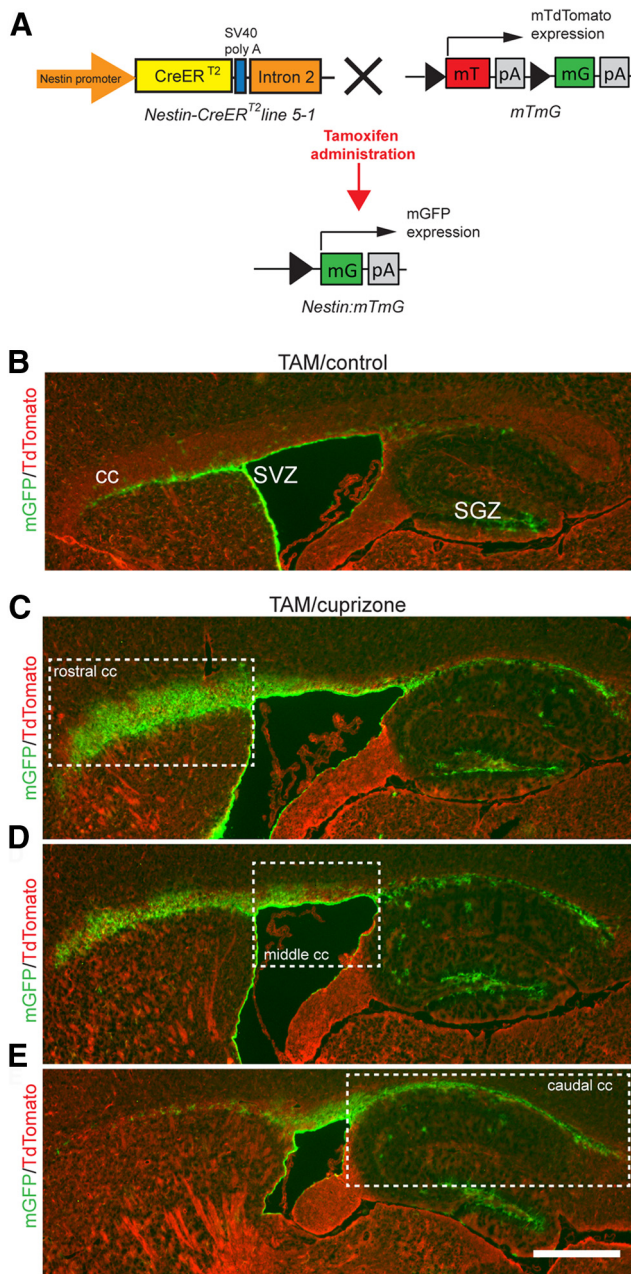 A
SV40
poly A
Nestin promoter
CreER T2
Intron 2
Nestin-CreER T2 line 5-1
mTdTomato
expression
mT
pA
mG
pA
mTmG
Tamoxifen
administration
mGFP
expression
mG
pA
Nestin:mTmG
B
TAM/control
mGFP/TdTomato
cc
SVZ
SGZ
C
TAM/cuprizone
mGFP/TdTomato
rostral cc
D
mGFP/TdTomato
middle cc
E
mGFP/TdTomato
caudal cc